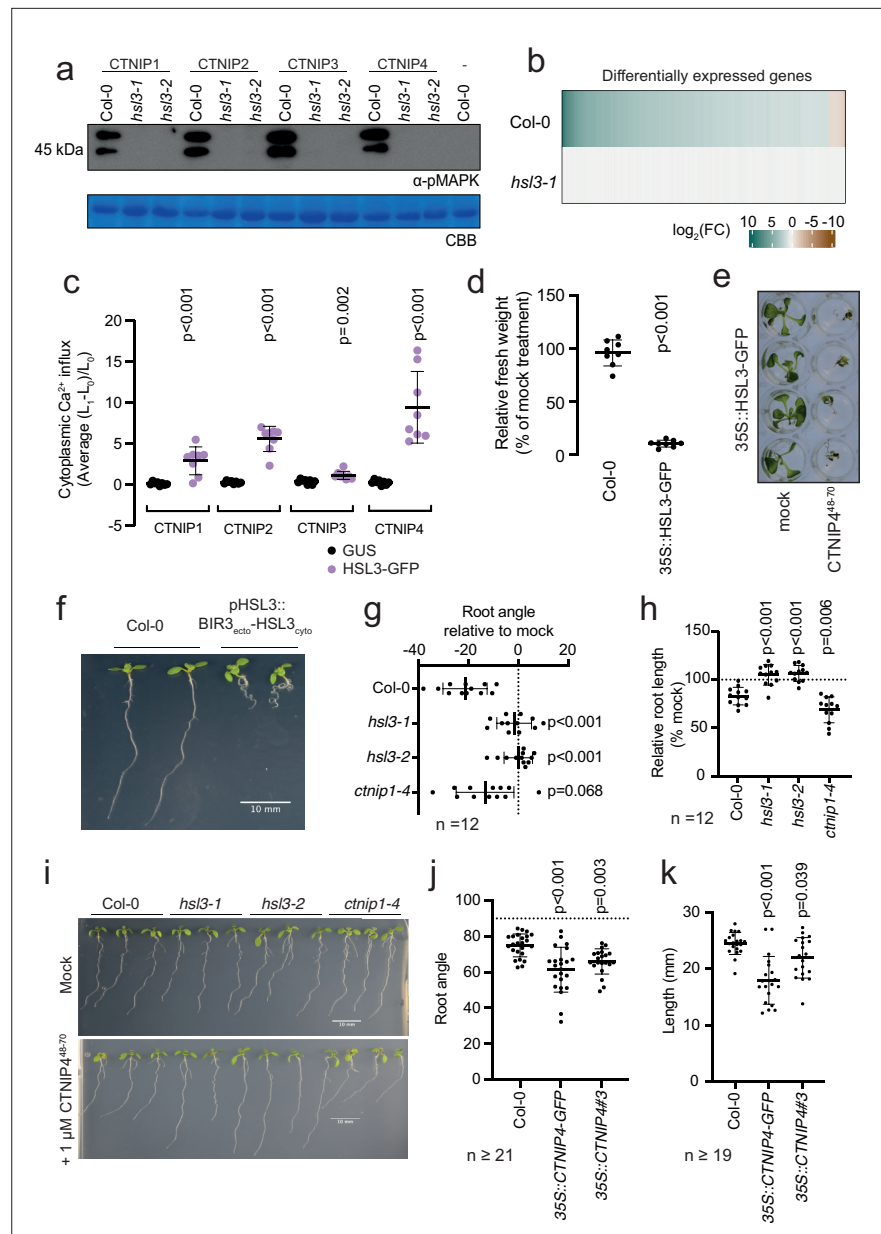 a
CTNIP1 CTNIP2 CTNIP3 CTNIP4 -
Col-0 hsl3-1 hsl3-2 Col-0 hsl3-1 hsl3-2 Col-0 hsl3-1 hsl3-2 Col-0 hsl3-1 hsl3-2 Col-0
45 kDa
α-pMAPK
CBB
b
Differentially expressed genes
Col-0
hsl3-1
log2(FC)
10 5 0 -5 -10
c
Cytoplasmic Ca2+ influx
(Average (L1-L0)/L0)
20
15
10
5
0
-5
p<0.001 p<0.001 p=0.002 p<0.001
CTNIP1 CTNIP2 CTNIP3 CTNIP4
GUS
HSL3-GFP
d
Relative fresh weight
(% of mock treatment)
150
100
50
0
p<0.001
Col-0 35S::HSL3-GFP
e
35S::HSL3-GFP
mock CTNIP448-70
f
Col-0
pHSL3::
BIR3ecto-HSL3cyto
10 mm
g
Root angle
relative to mock
-40 -20 0 20
Col-0
hsl3-1 p<0.001
hsl3-2 p<0.001
ctnip1-4 p=0.068
n =12
h
Relative root length
(% mock)
150
100
50
0
p<0.001 p<0.001 p=0.006
Col-0 hsl3-1 hsl3-2 ctnip1-4
n =12
i
Col-0 hsl3-1 hsl3-2 ctnip1-4
Mock
10 mm
+ 1 µM CTNIP448-70
10 mm
j
Root angle
100
80
60
40
20
0
p<0.001 p=0.003
Col-0 35S::CTNIP4-GFP 35S::CTNIP4#3
n ≥ 21
k
Length (mm)
30
20
10
0
p<0.001 p=0.039
Col-0 35S::CTNIP4-GFP 35S::CTNIP4#3
n ≥ 19